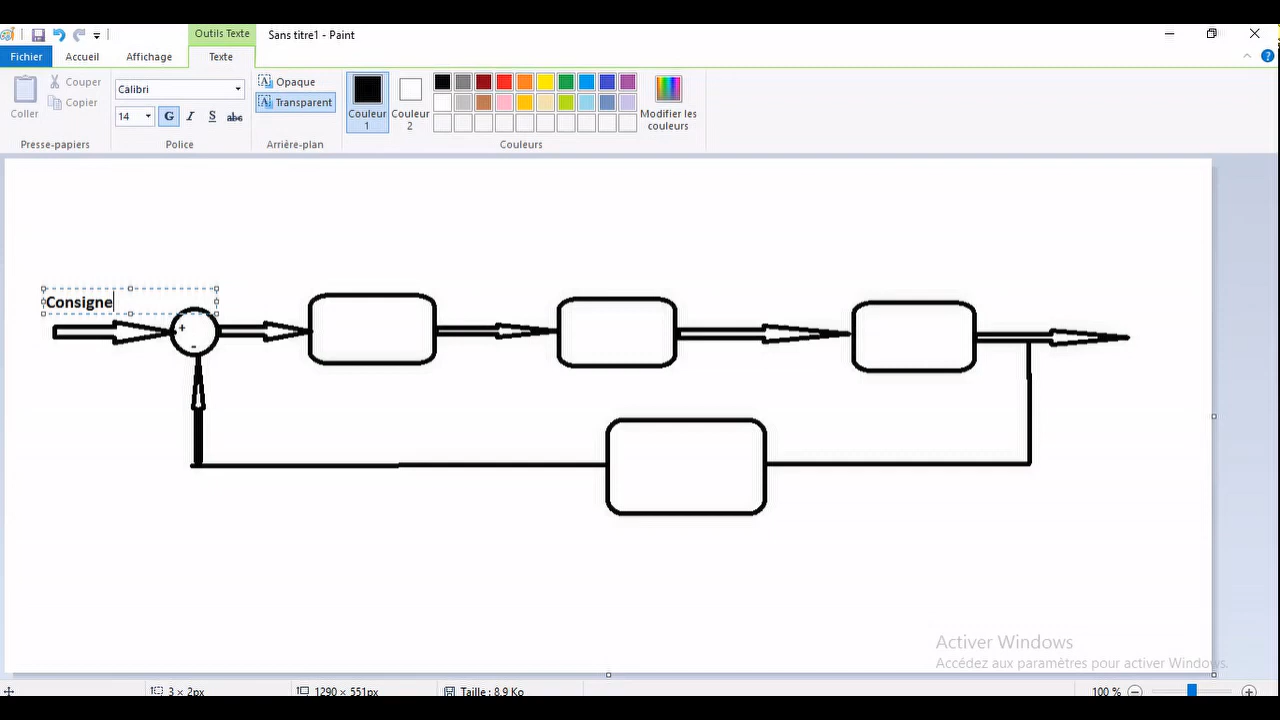 Outils Texte
Sans titre1 - Paint
Fichier
Accueil
Affichage
Texte
Coller
Couper
Copier
Presse-papiers
Calibri
14
G I S abc
Police
Opaque
Transparent
Arrière-plan
Couleur
1
Couleur
2
Modifier les
couleurs
Couleurs
Consigne
+
-
Activer Windows
Accédez aux paramètres pour activer Windows.
3 × 2px
1290 × 551px
Taille : 8,9 Ko
100 %